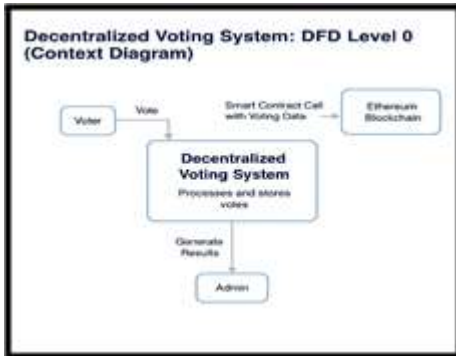 Decentralized Voting System: DFD Level 0
(Context Diagram)
Voter
Vote
Smart Contract Call
with Voting Data
Ethereum
Blockchain
Decentralized
Voting System
Processes and stores
votes
Generate
Results
Admin